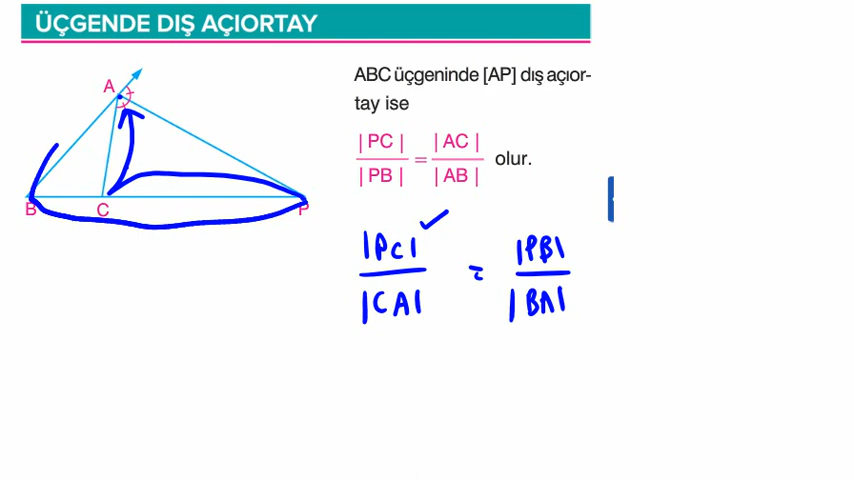 ÜÇGENDE DIŞ AÇIORTAY
ABC üçgeninde [AP] dış açıor-
tay ise
|PC| / |PB| = |AC| / |AB| olur.
A
B
C
P
|PC| / |CA| = |PB| / |BA|